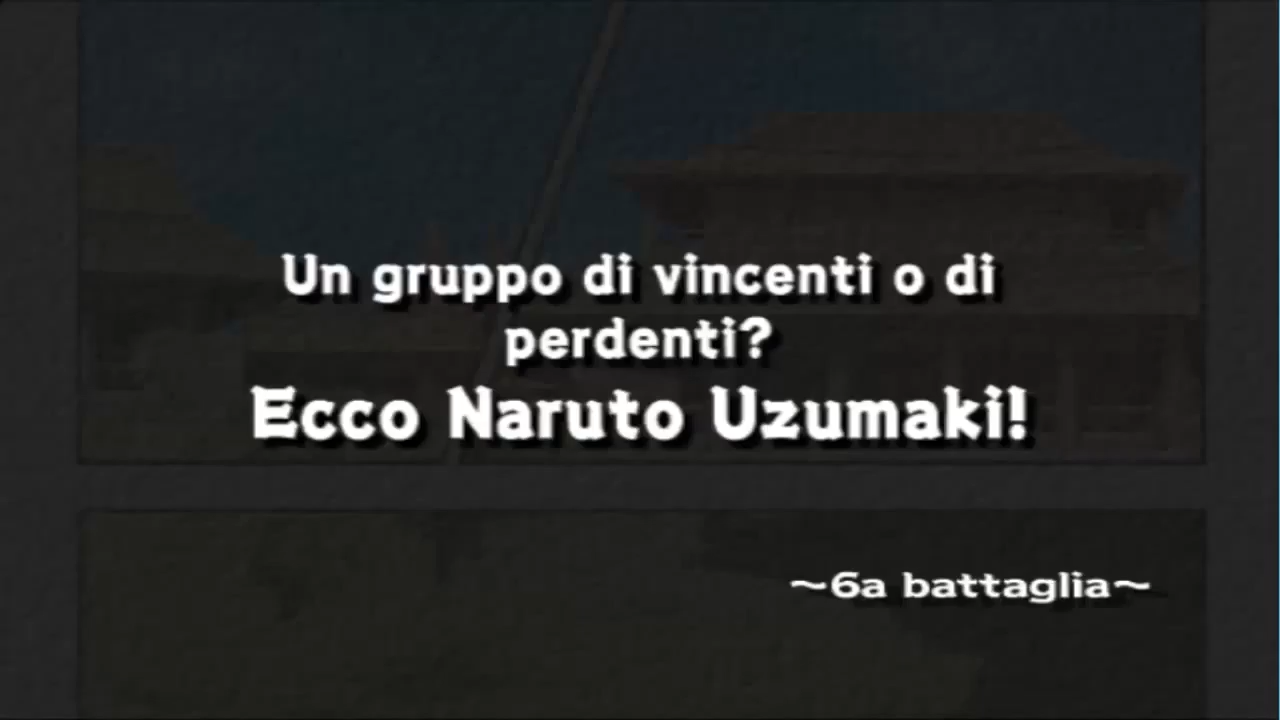 Un gruppo di vincenti o di
perdenti?
Ecco Naruto Uzumaki!
~6a battaglia~